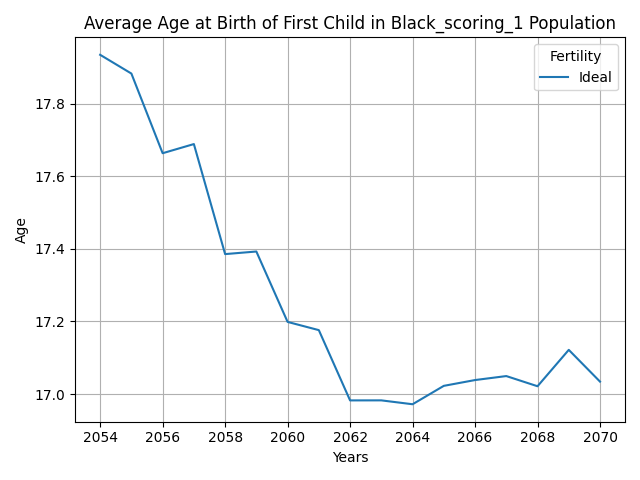 Average Age at Birth of First Child in Black_scoring_1 Population
Fertility
Ideal
17.8
17.6
17.4
17.2
17.0
Age
2054 2056 2058 2060 2062 2064 2066 2068 2070
Years